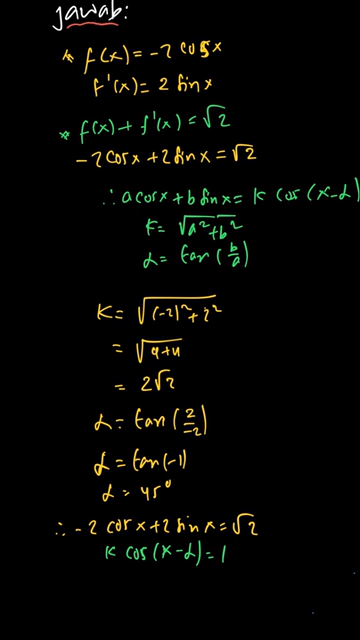 Jawab:
* f(x) = -2 cos x
f'(x) = 2 sin x
* f(x) + f'(x) = √2
-2 cos x + 2 sin x = √2
∴ a cos x + b sin x = K cos (x-α)
K = √a² + b²
α = tan (b/a)
K = √(-2)² + 2²
= √4+4
= 2√2
α = tan (2/-2)
α = tan (-1)
α = 45°
∴ -2 cos x + 2 sin x = √2
K cos (x-α) = 1